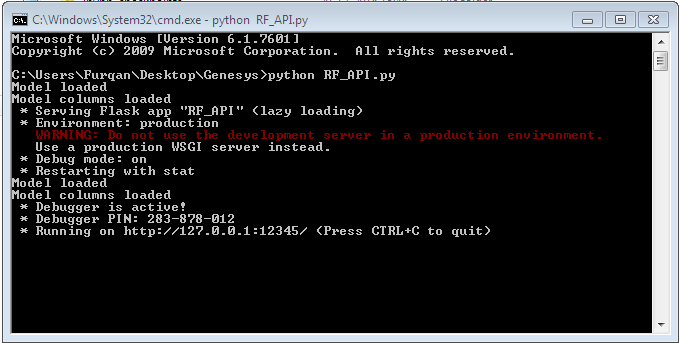 C:\Windows\System32\cmd.exe - python RF_API.py
Microsoft Windows [Version 6.1.7601]
Copyright (c) 2009 Microsoft Corporation.  All rights reserved.
C:\Users\Furqan\Desktop\Genesys>python RF_API.py
Model loaded
Model columns loaded
 * Serving Flask app "RF_API" (lazy loading)
 * Environment: production
   WARNING: Do not use the development server in a production environment.
   Use a production WSGI server instead.
 * Debug mode: on
 * Restarting with stat
Model loaded
Model columns loaded
 * Debugger is active!
 * Debugger PIN: 283-878-012
 * Running on http://127.0.0.1:12345/ (Press CTRL+C to quit)